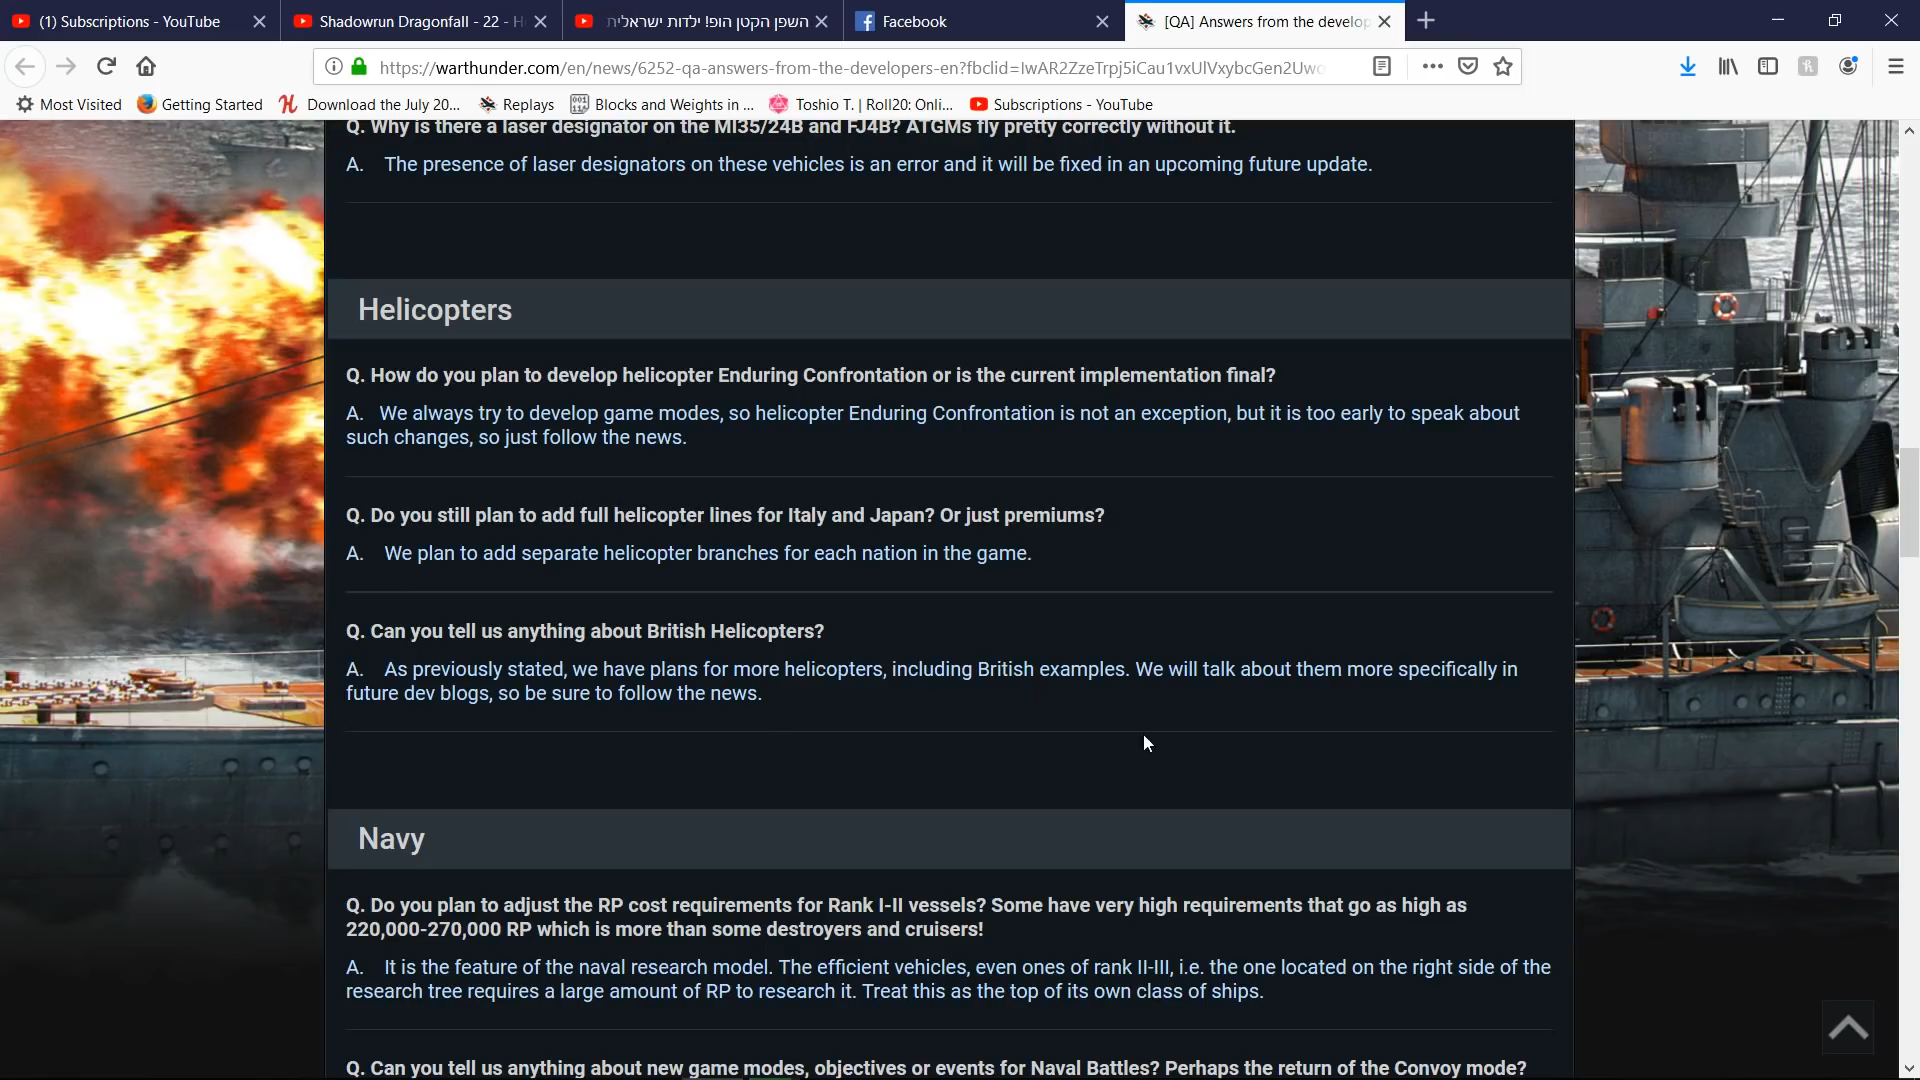 (1) Subscriptions - YouTube
Shadowrun Dragonfall - 22 - H
השפן הקטן הופ! ילדות ישראלית
Facebook
[QA] Answers from the develop
https://warthunder.com/en/news/6252-qa-answers-from-the-developers-en?fbclid=IwAR2ZzeTrpj5iCau1vxUlVxybcGen2Uwo
Most Visited
Getting Started
Download the July 20...
Replays
Blocks and Weights in ...
Toshio T. | Roll20: Onli...
Subscriptions - YouTube
Q. Why is there a laser designator on the MI35/24B and FJ4B? ATGMs fly pretty correctly without it.
A. The presence of laser designators on these vehicles is an error and it will be fixed in an upcoming future update.
Helicopters
Q. How do you plan to develop helicopter Enduring Confrontation or is the current implementation final?
A. We always try to develop game modes, so helicopter Enduring Confrontation is not an exception, but it is too early to speak about
such changes, so just follow the news.
Q. Do you still plan to add full helicopter lines for Italy and Japan? Or just premiums?
A. We plan to add separate helicopter branches for each nation in the game.
Q. Can you tell us anything about British Helicopters?
A. As previously stated, we have plans for more helicopters, including British examples. We will talk about them more specifically in
future dev blogs, so be sure to follow the news.
Navy
Q. Do you plan to adjust the RP cost requirements for Rank I-II vessels? Some have very high requirements that go as high as
220,000-270,000 RP which is more than some destroyers and cruisers!
A. It is the feature of the naval research model. The efficient vehicles, even ones of rank II-III, i.e. the one located on the right side of the
research tree requires a large amount of RP to research it. Treat this as the top of its own class of ships.
Q. Can you tell us anything about new game modes, objectives or events for Naval Battles? Perhaps the return of the Convoy mode?